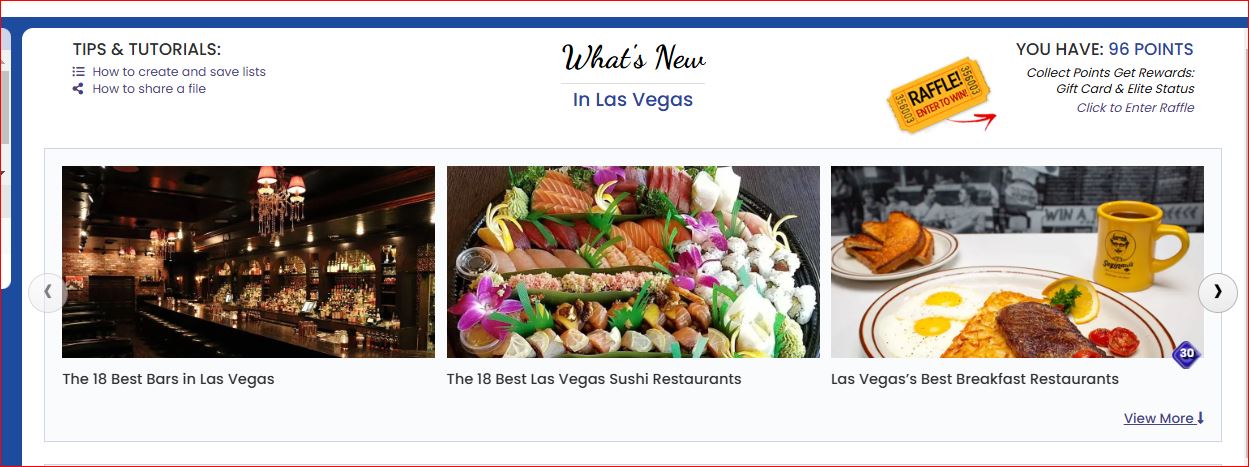 TIPS & TUTORIALS:
How to create and save lists
How to share a file
What's New
In Las Vegas
RAFFLE!
ENTER TO WIN!
356003
356003
YOU HAVE: 96 POINTS
Collect Points Get Rewards:
Gift Card & Elite Status
Click to Enter Raffle
WIN A
The 18 Best Bars in Las Vegas
The 18 Best Las Vegas Sushi Restaurants
30
Las Vegas’s Best Breakfast Restaurants
View More